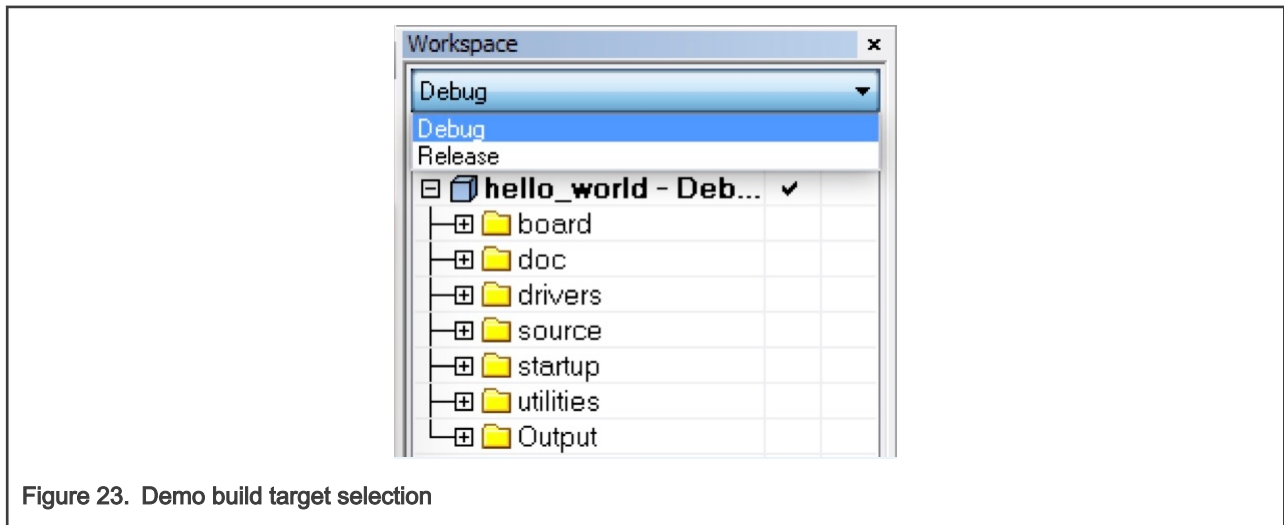 Workspace
Debug
Debug
Release
hello_world - Deb...
board
doc
drivers
source
startup
utilities
Output
Figure 23. Demo build target selection